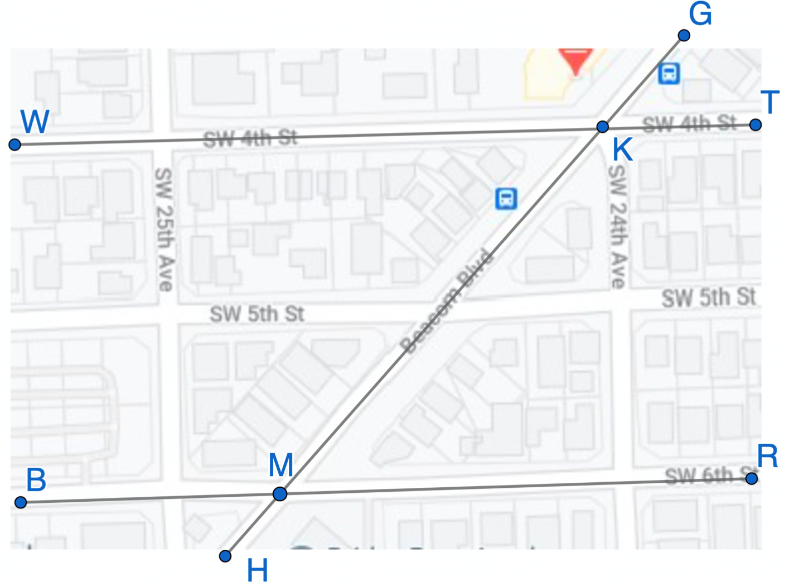 G
W
T
SW 4th St
SW 4th St
K
SW 25th Ave
SW 24th Ave
Beacom Blvd
SW 5th St
SW 5th St
M
R
B
SW 6th St
H